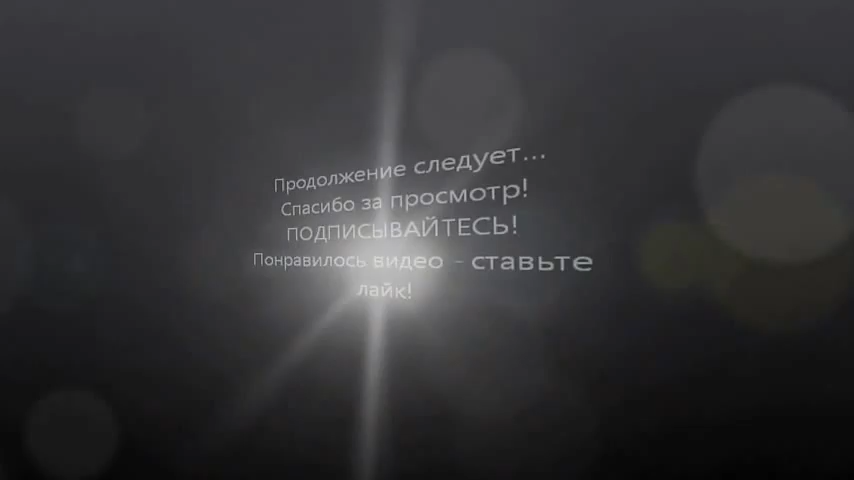 Продолжение следует...
Спасибо за просмотр!
ПОДПИСЫВАЙТЕСЬ!
Понравилось видео - ставьте
лайк!